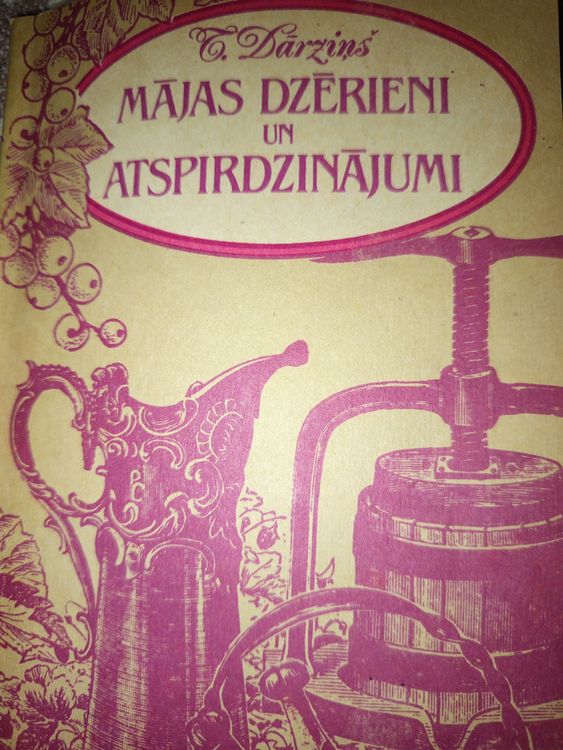 T. Dārziņš
MĀJAS DZĒRIENI
UN
ATSPIRDZINĀJUMI